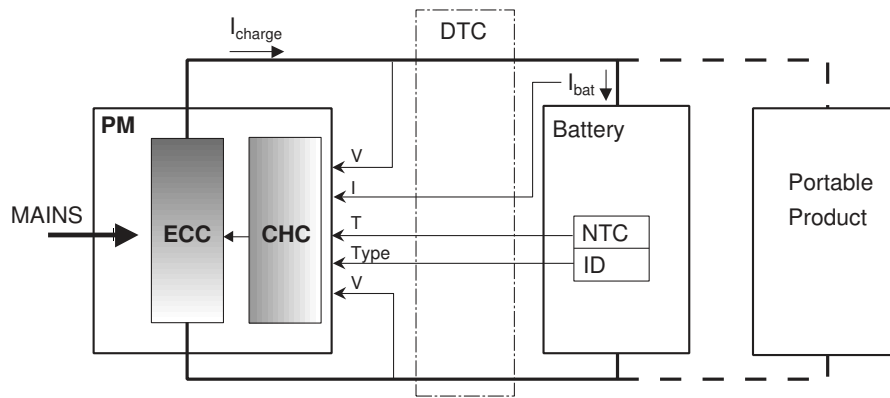 I_charge
DTC
I_bat
PM
Battery
V
I
Portable
Product
MAINS
ECC
CHC
T
NTC
Type
ID
V